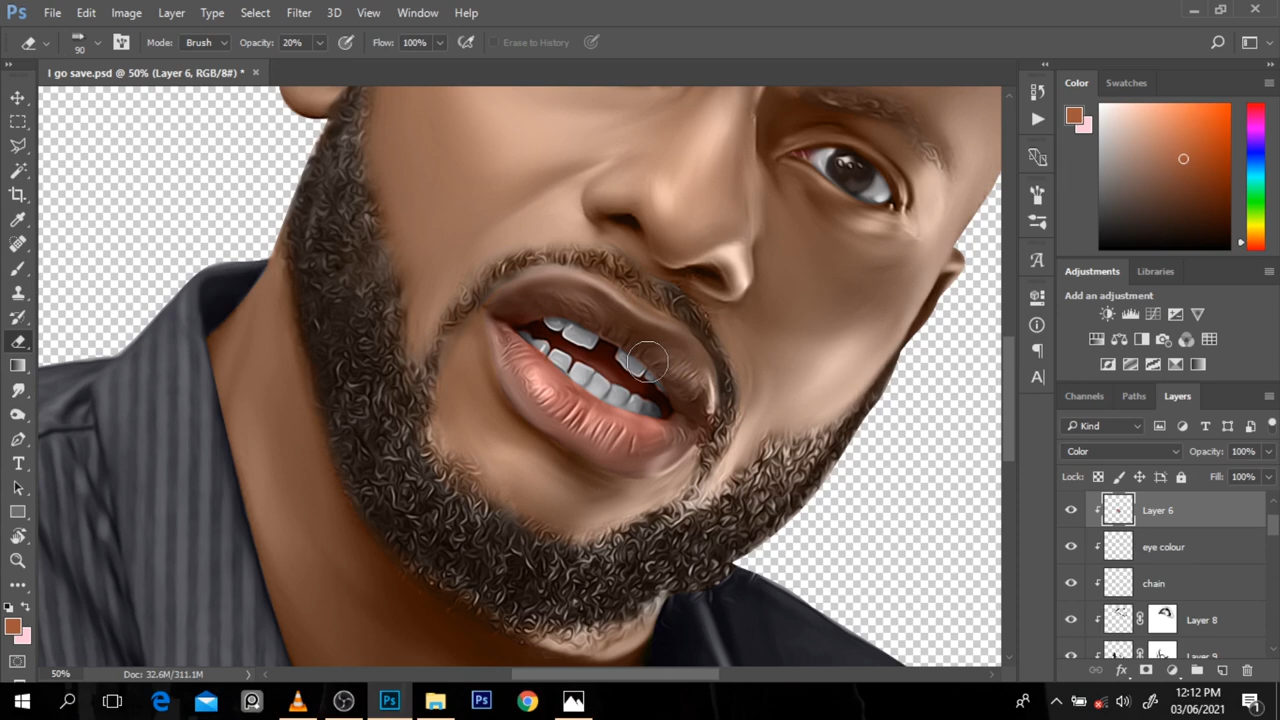 Ps File Edit Image Layer Type Select Filter 3D View Window Help
90 Mode: Brush Opacity: 20% Flow: 100% Erase to History
I go save.psd @ 50% (Layer 6, RGB/8#) * ×
Color Swatches
Adjustments Libraries
Add an adjustment
Channels Paths Layers
Kind
Color Opacity: 100%
Lock: Fill: 100%
Layer 6
eye colour
chain
Layer 8
Layer 9
50% Doc: 32.6M/311.1M
12:12 PM
03/06/2021